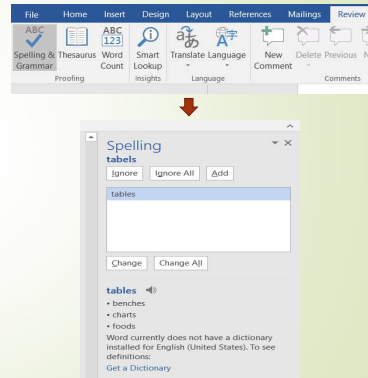 File Home Insert Design Layout References Mailings Review
ABC ABC 123
Spelling & Thesaurus Word Smart Translate Language New Delete Previous
Grammar Count Lookup Comment
Proofing Insights Language Comments
Spelling
tabels
Ignore Ignore All Add
tables
Change Change All
tables
• benches
• charts
• foods
Word currently does not have a dictionary
installed for English (United States). To see
definitions:
Get a Dictionary